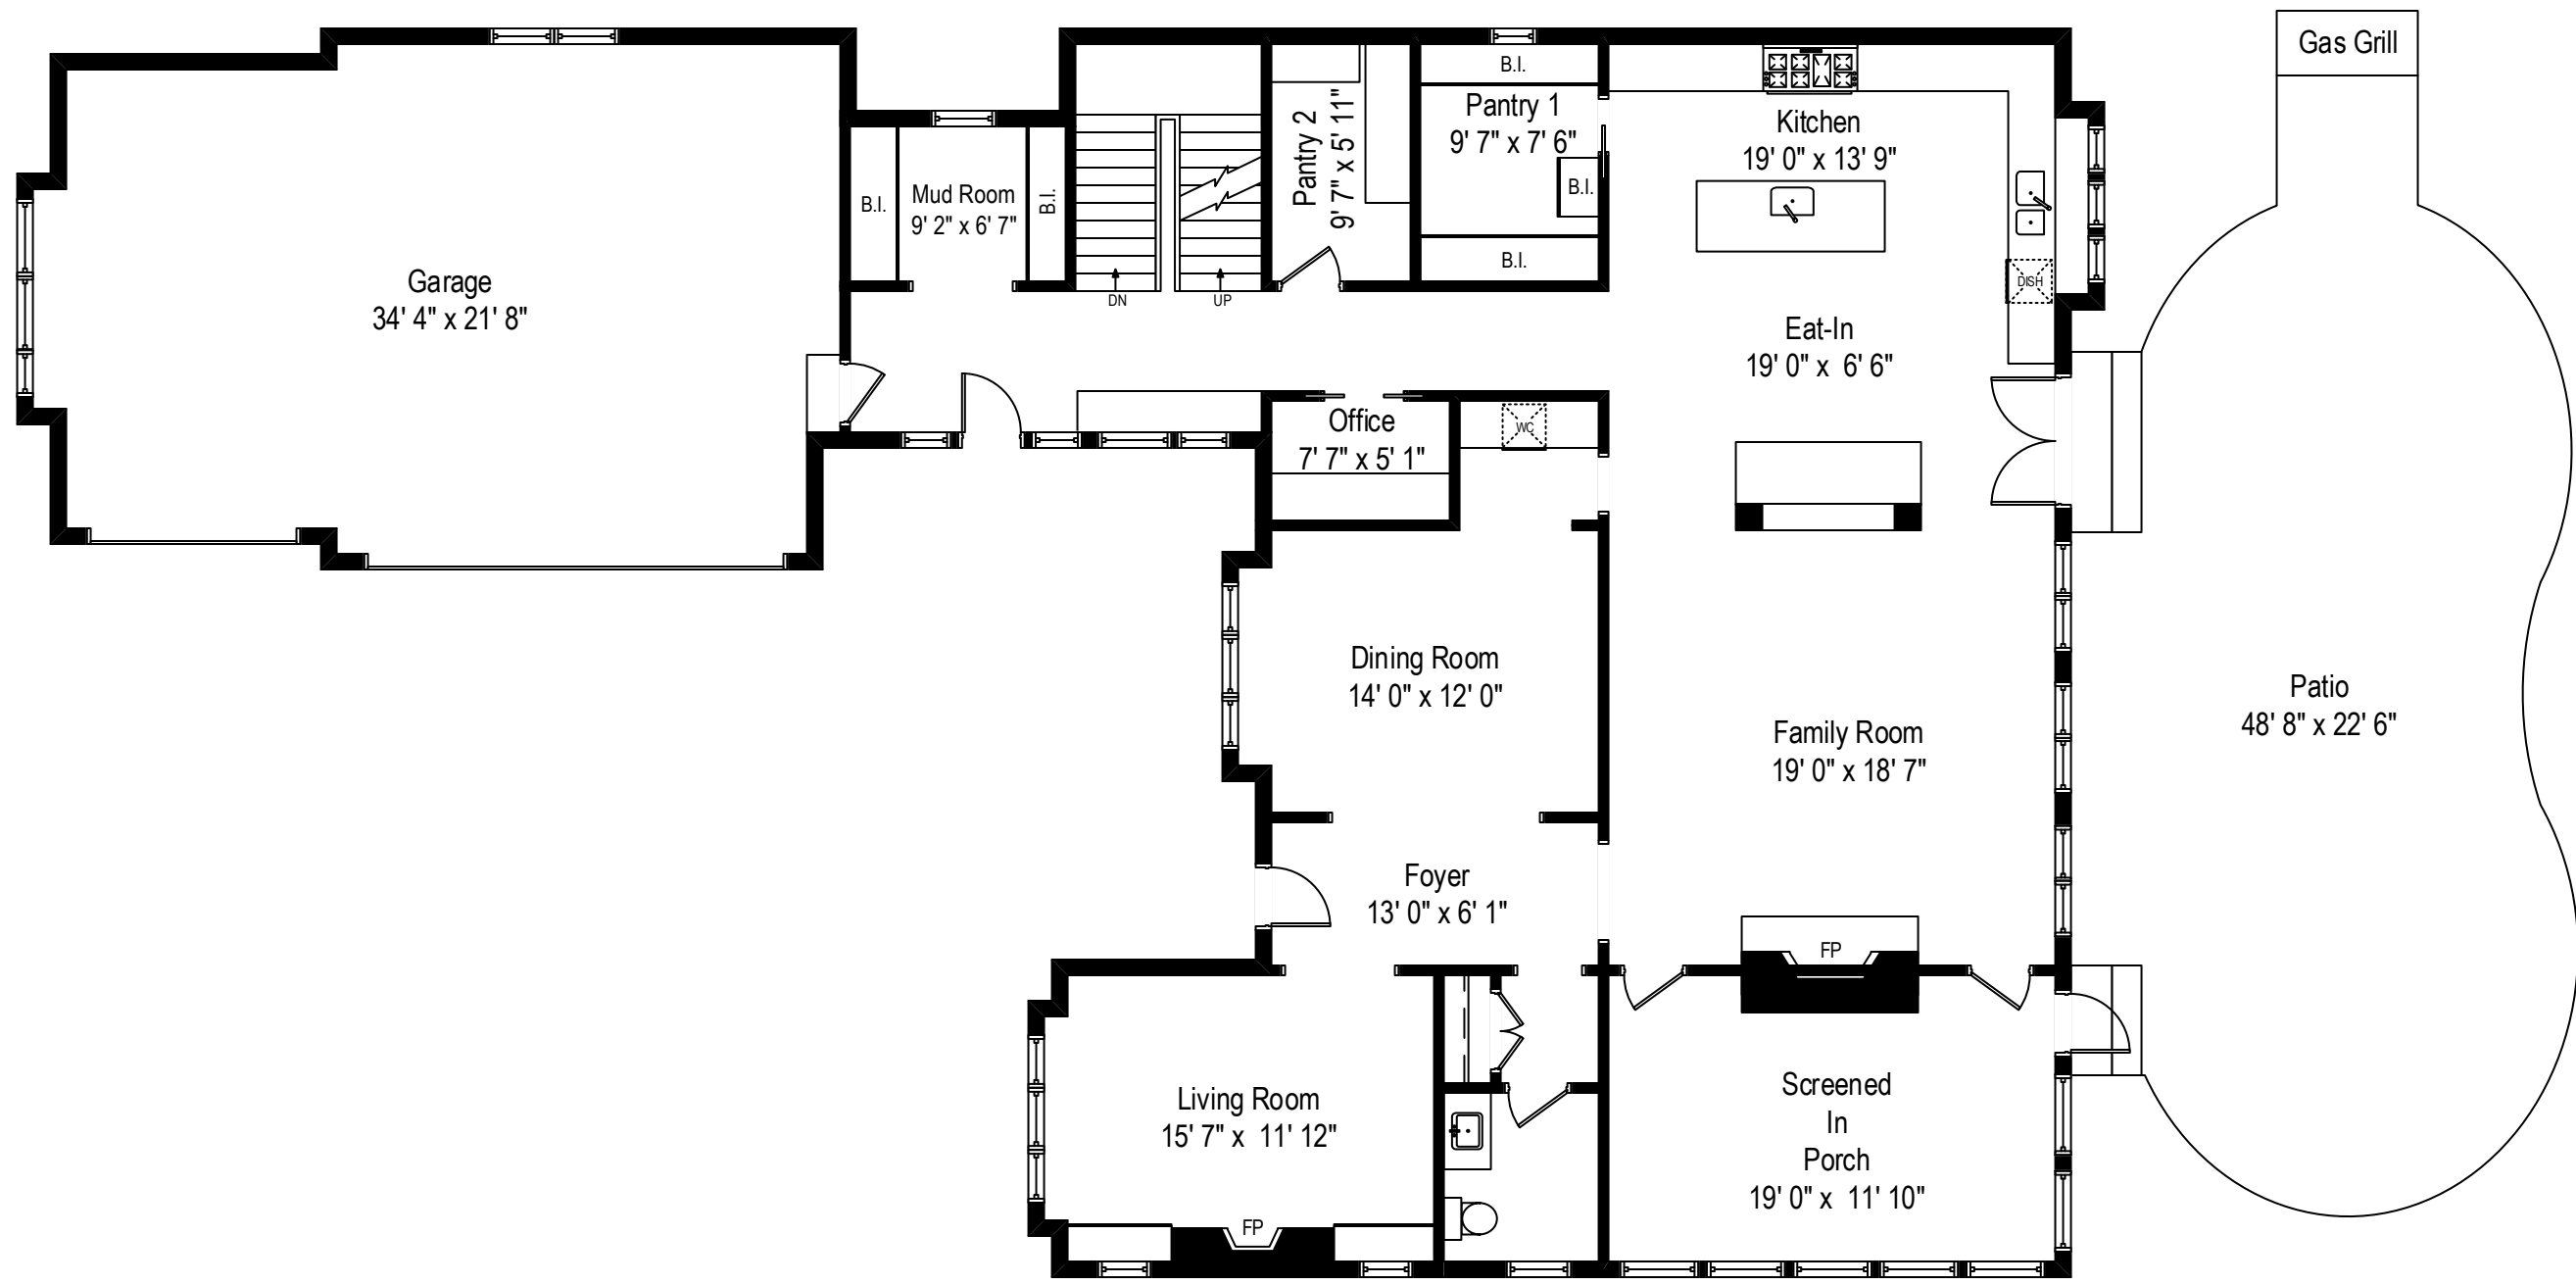 Gas Grill
B.I.
Pantry 1
9' 7" x 7' 6"
B.I.
B.I.
Pantry 2
9' 7" x 5' 11"
Kitchen
19' 0" x 13' 9"
B.I.
Mud Room
9' 2" x 6' 7"
B.I.
Garage
34' 4" x 21' 8"
DN
UP
DISH
Eat-In
19' 0" x 6' 6"
Office
7' 7" x 5' 1"
WC
Dining Room
14' 0" x 12' 0"
Family Room
19' 0" x 18' 7"
Patio
48' 8" x 22' 6"
Foyer
13' 0" x 6' 1"
FP
Living Room
15' 7" x 11' 12"
FP
Screened
In
Porch
19' 0" x 11' 10"